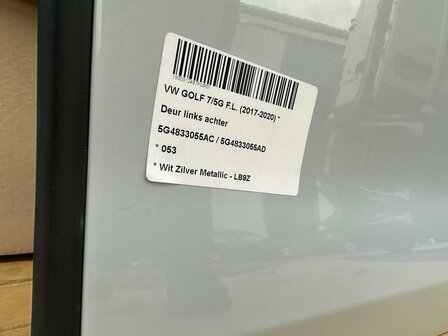 VW GOLF 7/5G F.L. (2017-2020) *
Deur links achter
5G4833055AC / 5G4833055AD
* 053
* Wit Zilver Metallic - LB9Z